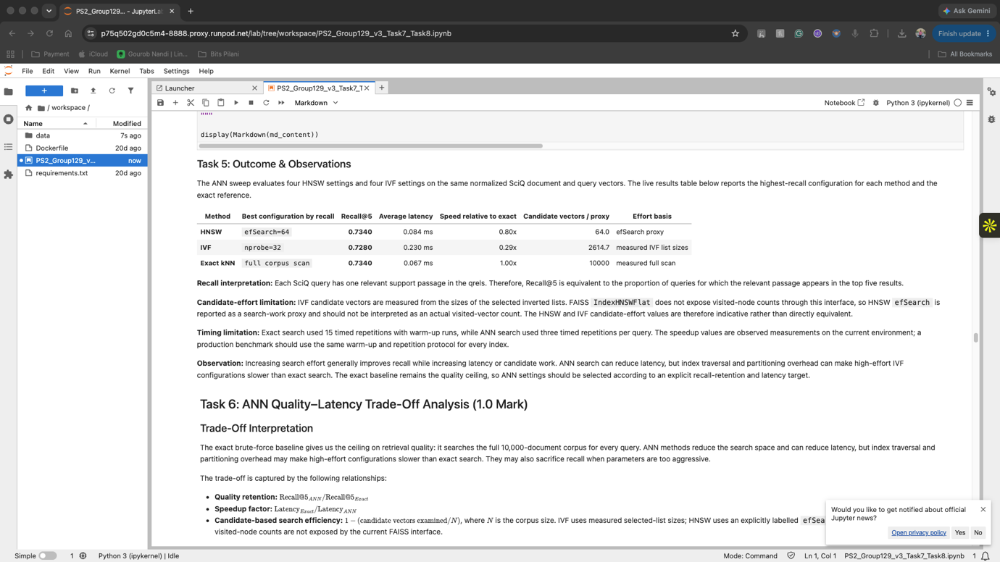 PS2_Group129... - JupyterLa
Ask Gemini
p75q502gd0c5m4-8888.proxy.runpod.net/lab/tree/workspace/PS2_Group129_v3_Task7_Task8.ipynb
Finish update
Payment
iCloud
Gourob Nandi | Lin...
Bits Pilani
All Bookmarks
File Edit View Run Kernel Tabs Settings Help
Launcher
PS2_Group129_v3_Task7_T
Markdown
Notebook
Python 3 (ipykernel)
/ workspace /
Name Modified
data 7s ago
Dockerfile 20d ago
PS2_Group129_v... now
requirements.txt 20d ago
"""
display(Markdown(md_content))
Task 5: Outcome & Observations
The ANN sweep evaluates four HNSW settings and four IVF settings on the same normalized SciQ document and query vectors. The live results table below reports the highest-recall configuration for each method and the
exact reference.
Method Best configuration by recall Recall@5 Average latency Speed relative to exact Candidate vectors / proxy Effort basis
HNSW efSearch=64 0.7340 0.084 ms 0.80x 64.0 efSearch proxy
IVF nprobe=32 0.7280 0.230 ms 0.29x 2614.7 measured IVF list sizes
Exact kNN full corpus scan 0.7340 0.067 ms 1.00x 10000 measured full scan
Recall interpretation: Each SciQ query has one relevant support passage in the qrels. Therefore, Recall@5 is equivalent to the proportion of queries for which the relevant passage appears in the top five results.
Candidate-effort limitation: IVF candidate vectors are measured from the sizes of the selected inverted lists. FAISS IndexHNSWFlat does not expose visited-node counts through this interface, so HNSW efSearch is
reported as a search-work proxy and should not be interpreted as an actual visited-vector count. The HNSW and IVF candidate-effort values are therefore indicative rather than directly equivalent.
Timing limitation: Exact search used 15 timed repetitions with warm-up runs, while ANN search used three timed repetitions per query. The speedup values are observed measurements on the current environment; a
production benchmark should use the same warm-up and repetition protocol for every index.
Observation: Increasing search effort generally improves recall while increasing latency or candidate work. ANN search can reduce latency, but index traversal and partitioning overhead can make high-effort IVF
configurations slower than exact search. The exact baseline remains the quality ceiling, so ANN settings should be selected according to an explicit recall-retention and latency target.
Task 6: ANN Quality–Latency Trade-Off Analysis (1.0 Mark)
Trade-Off Interpretation
The exact brute-force baseline gives us the ceiling on retrieval quality: it searches the full 10,000-document corpus for every query. ANN methods reduce the search space and can reduce latency, but index traversal and
partitioning overhead may make high-effort configurations slower than exact search. They may also sacrifice recall when parameters are too aggressive.
The trade-off is captured by the following relationships:
• Quality retention: Recall@5ANN/Recall@5Exact
• Speedup factor: LatencyExact/LatencyANN
• Candidate-based search efficiency: 1 − (candidate vectors examined/N), where N is the corpus size. IVF uses measured selected-list sizes; HNSW uses an explicitly labelled efSea
visited-node counts are not exposed by the current FAISS interface.
Would you like to get notified about official
Jupyter news?
Open privacy policy Yes No
Simple 1 Python 3 (ipykernel) | Idle
Mode: Command Ln 1, Col 1 PS2_Group129_v3_Task7_Task8.ipynb 1